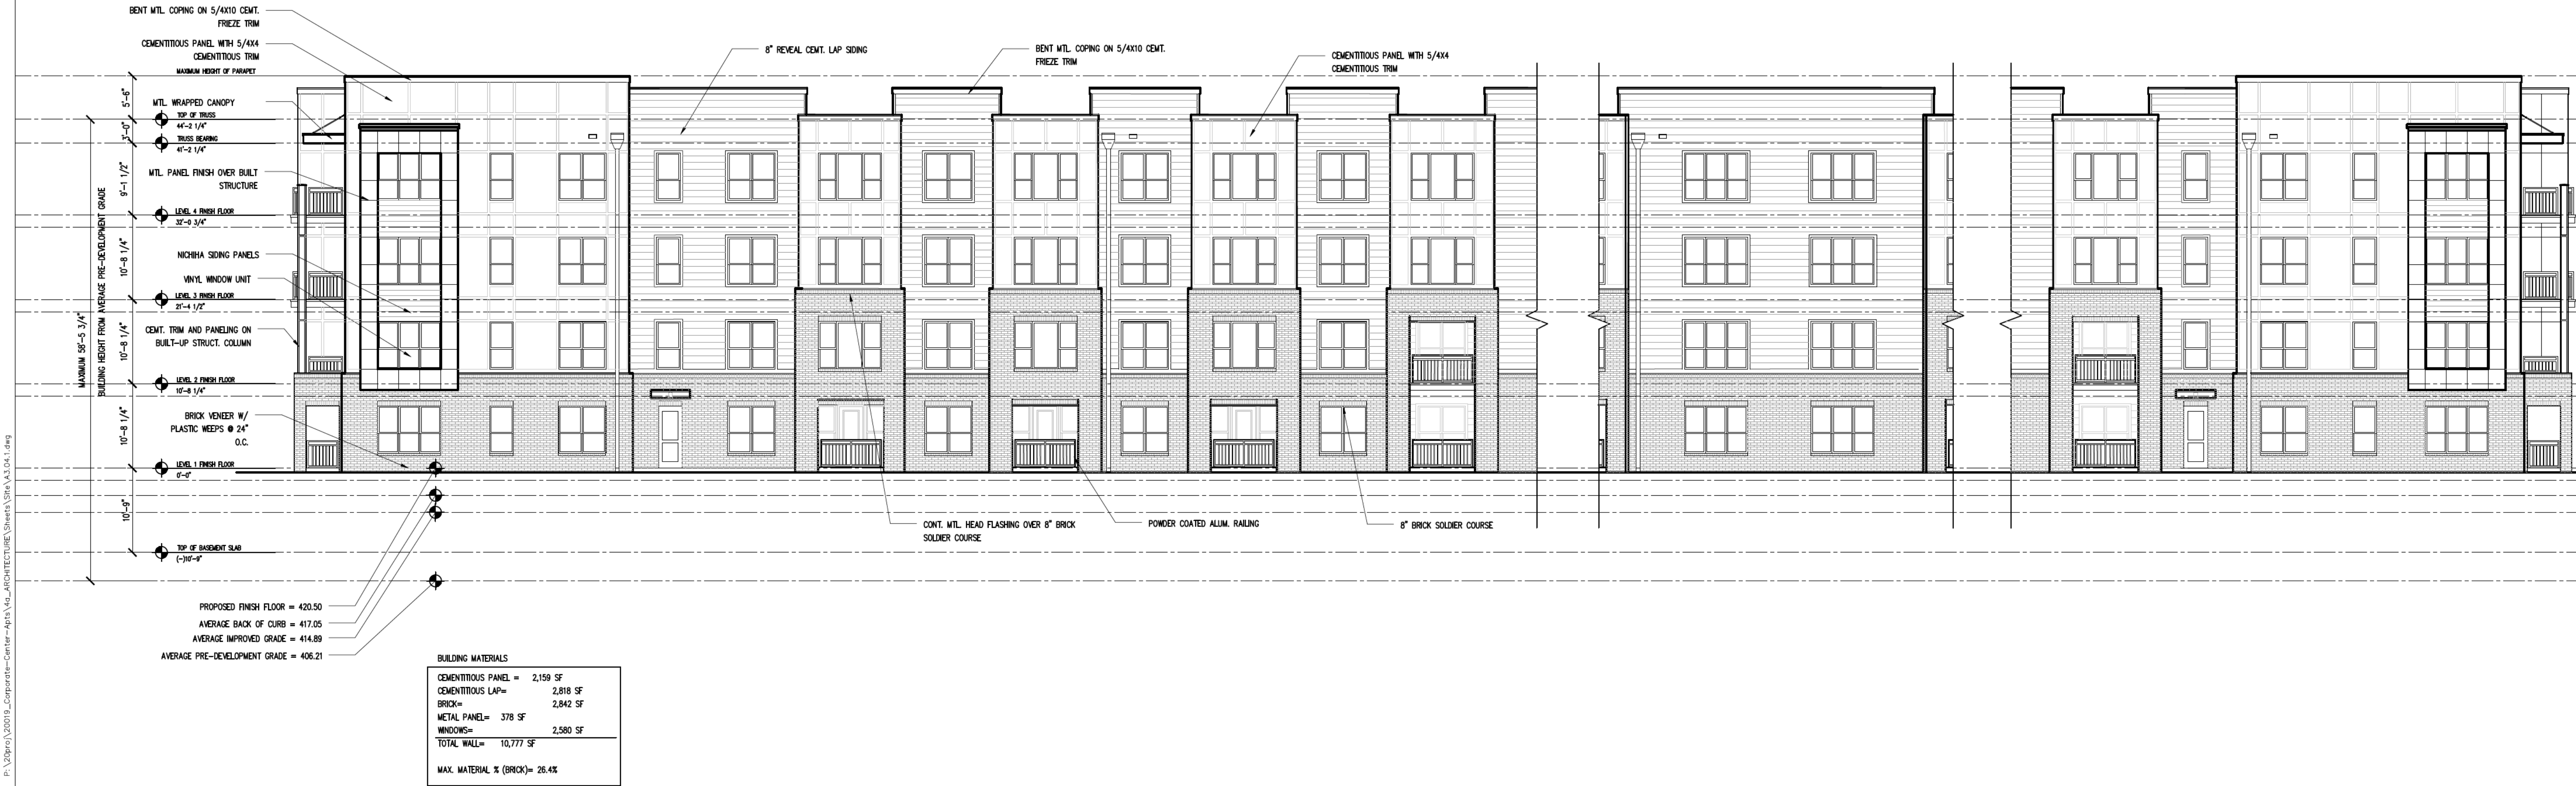 BENT MTL. COPING ON 5/4X10 CEMT.
FRIEZE TRIM
CEMENTITIOUS PANEL WITH 5/4X4
CEMENTITIOUS TRIM
MAXIMUM HEIGHT OF PARAPET
MTL. WRAPPED CANOPY
TOP OF TRUSS
44'-2 1/4"
TRUSS BEARING
41'-2 1/4"
MTL. PANEL FINISH OVER BUILT
STRUCTURE
LEVEL 4 FINISH FLOOR
32'-0 3/4"
NICHIHA SIDING PANELS
VINYL WINDOW UNIT
LEVEL 3 FINISH FLOOR
21'-4 1/2"
CEMT. TRIM AND PANELING ON
BUILT-UP STRUCT. COLUMN
LEVEL 2 FINISH FLOOR
10'-8 1/4"
BRICK VENEER W/
PLASTIC WEEPS @ 24"
O.C.
LEVEL 1 FINISH FLOOR
0'-0"
TOP OF BASEMENT SLAB
(-)10'-9"
5'-6"
3'-0"
9'-1 1/2"
10'-8 1/4"
10'-8 1/4"
10'-8 1/4"
10'-9"
MAXIMUM 58'-5 3/4"
BUILDING HEIGHT FROM AVERAGE PRE-DEVELOPMENT GRADE
8" REVEAL CEMT. LAP SIDING
BENT MTL. COPING ON 5/4X10 CEMT.
FRIEZE TRIM
CEMENTITIOUS PANEL WITH 5/4X4
CEMENTITIOUS TRIM
CONT. MTL. HEAD FLASHING OVER 8" BRICK
SOLDIER COURSE
POWDER COATED ALUM. RAILING
8" BRICK SOLDIER COURSE
PROPOSED FINISH FLOOR = 420.50
AVERAGE BACK OF CURB = 417.05
AVERAGE IMPROVED GRADE = 414.89
AVERAGE PRE-DEVELOPMENT GRADE = 406.21
BUILDING MATERIALS
CEMENTITIOUS PANEL = 2,159 SF
CEMENTITIOUS LAP= 2,818 SF
BRICK= 2,842 SF
METAL PANEL= 378 SF
WINDOWS= 2,580 SF
TOTAL WALL= 10,777 SF
MAX. MATERIAL % (BRICK)= 26.4%
P:\20proj\20019_Corporate-Center-Apts\4d_ARCHITECTURE\Sheets\Site\A3.04.1.dwg